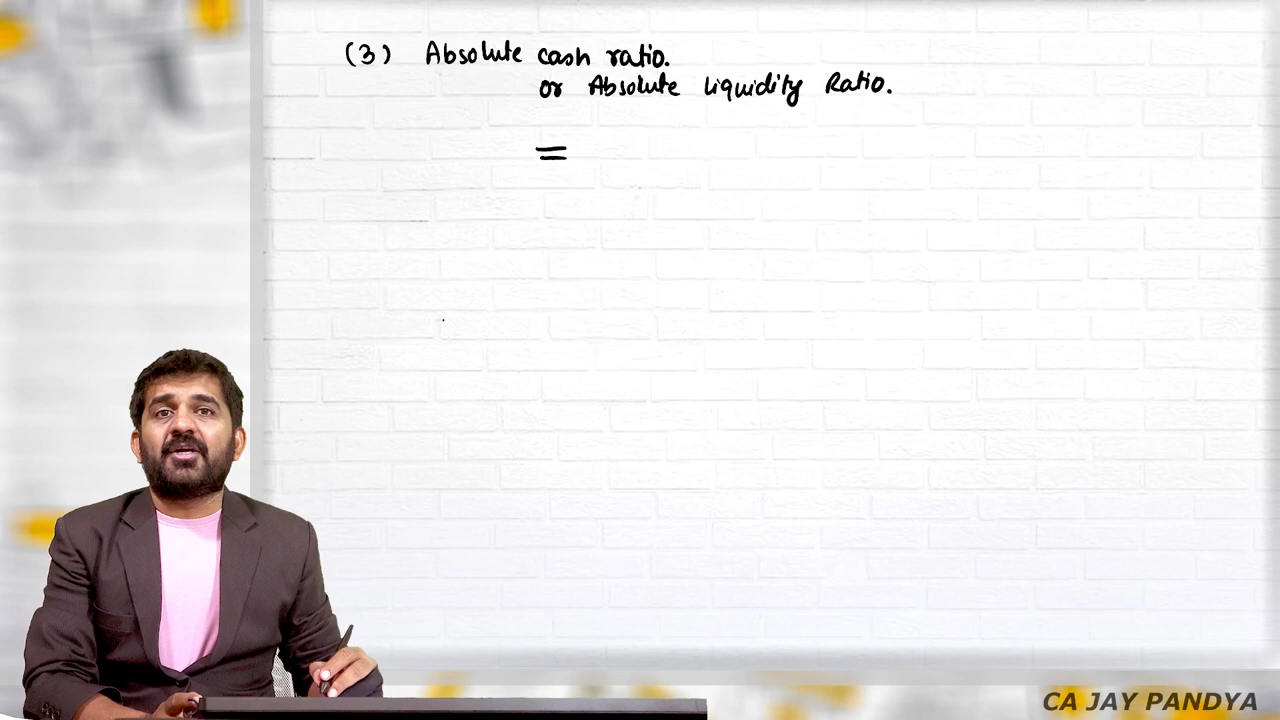 (3) Absolute cash ratio.
or Absolute Liquidity Ratio.
=
CA JAY PANDYA